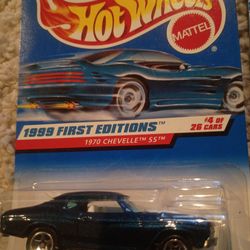 HOT WHEELS
MATTEL
1999 FIRST EDITIONS
#4 OF
26 CARS
1970 CHEVELLE SS